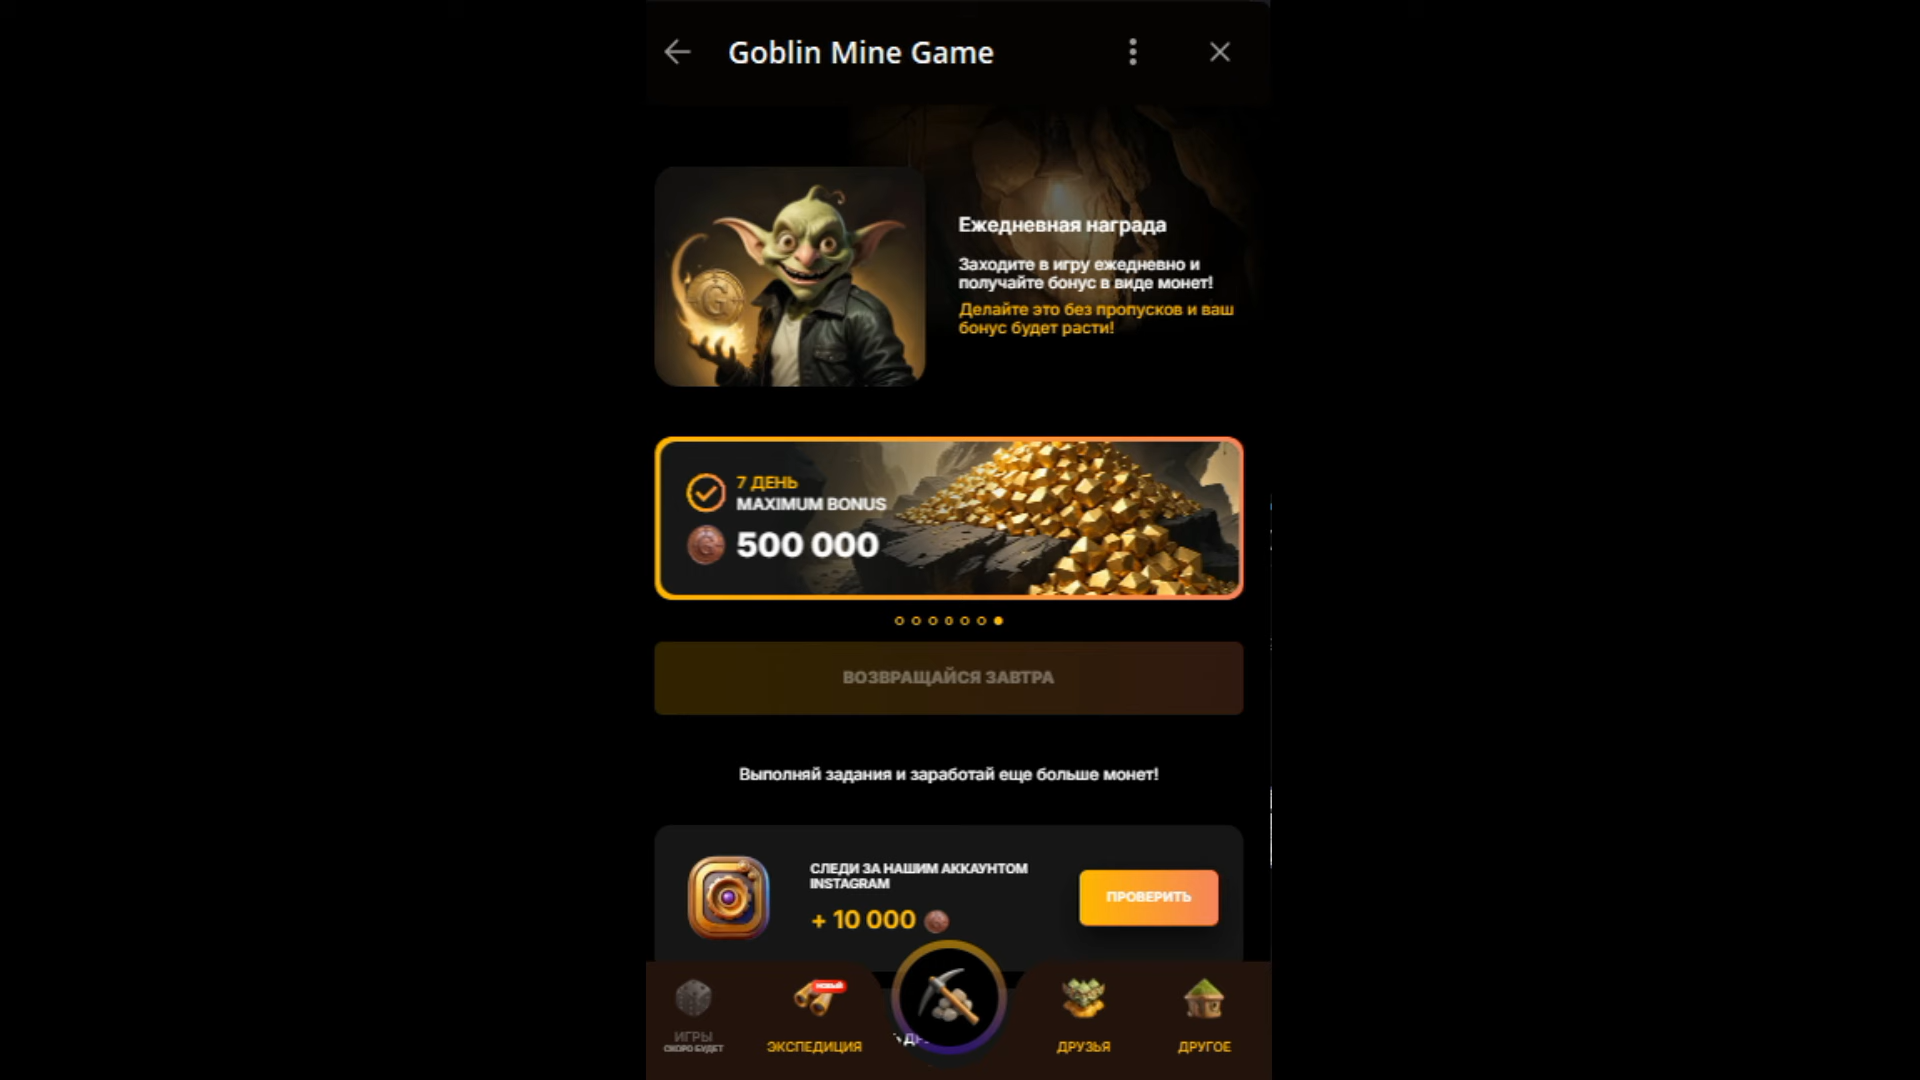 Goblin Mine Game
Ежедневная награда
Заходите в игру ежедневно и
получайте бонус в виде монет!
Делайте это без пропусков и ваш
бонус будет расти!
7 ДЕНЬ
MAXIMUM BONUS
500 000
ВОЗВРАЩАЙСЯ ЗАВТРА
Выполняй задания и заработай еще больше монет!
СЛЕДИ ЗА НАШИМ АККАУНТОМ
INSTAGRAM
+ 10 000
ПРОВЕРИТЬ
НОВЫЙ
ИГРЫ
СКОРО БУДЕТ
ЭКСПЕДИЦИЯ
ДРУЗЬЯ
ДРУГОЕ